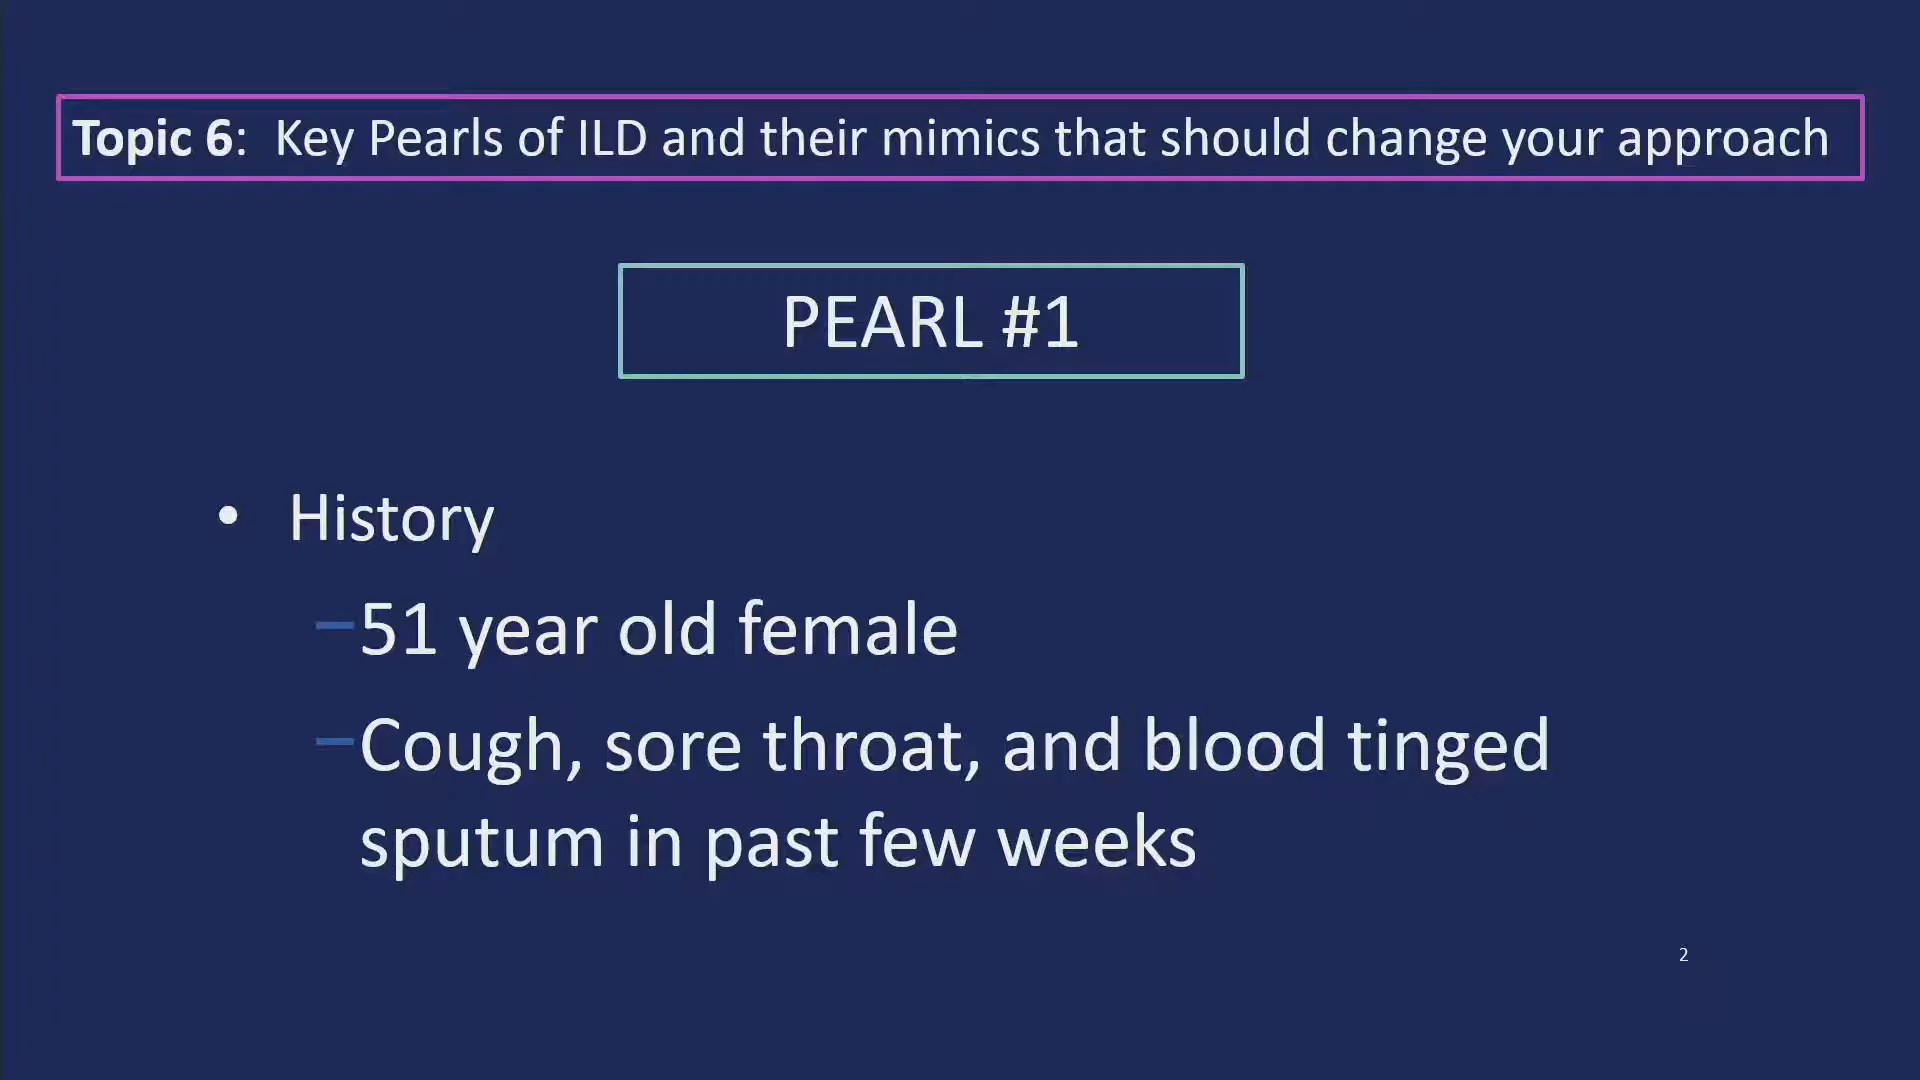 Topic 6: Key Pearls of ILD and their mimics that should change your approach
PEARL #1
• History
–51 year old female
–Cough, sore throat, and blood tinged
sputum in past few weeks
2